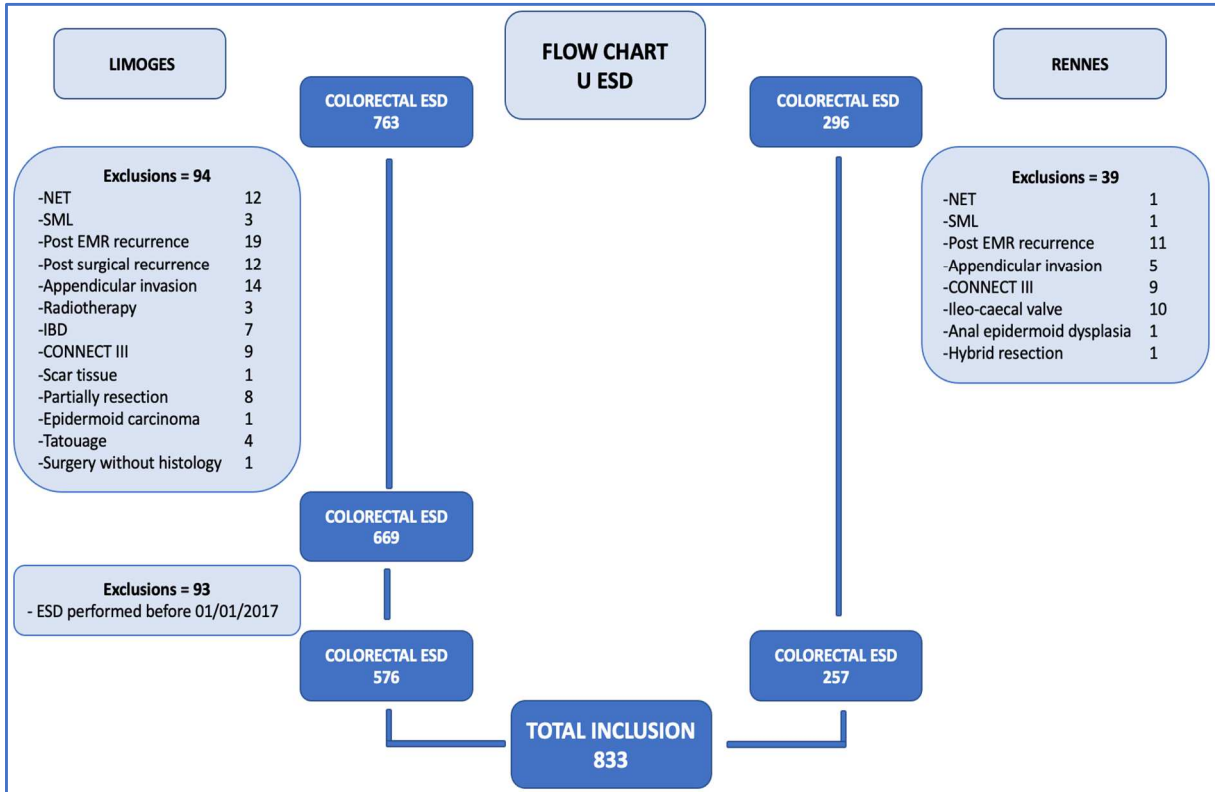 FLOW CHART
U ESD
LIMOGES
COLORECTAL ESD
763
Exclusions = 94
-NET 12
-SML 3
-Post EMR recurrence 19
-Post surgical recurrence 12
-Appendicular invasion 14
-Radiotherapy 3
-IBD 7
-CONNECT III 9
-Scar tissue 1
-Partially resection 8
-Epidermoid carcinoma 1
-Tatouage 4
-Surgery without histology 1
COLORECTAL ESD
669
Exclusions = 93
- ESD performed before 01/01/2017
COLORECTAL ESD
576
RENNES
COLORECTAL ESD
296
Exclusions = 39
-NET 1
-SML 1
-Post EMR recurrence 11
-Appendicular invasion 5
-CONNECT III 9
-Ileo-caecal valve 10
-Anal epidermoid dysplasia 1
-Hybrid resection 1
COLORECTAL ESD
257
TOTAL INCLUSION
833